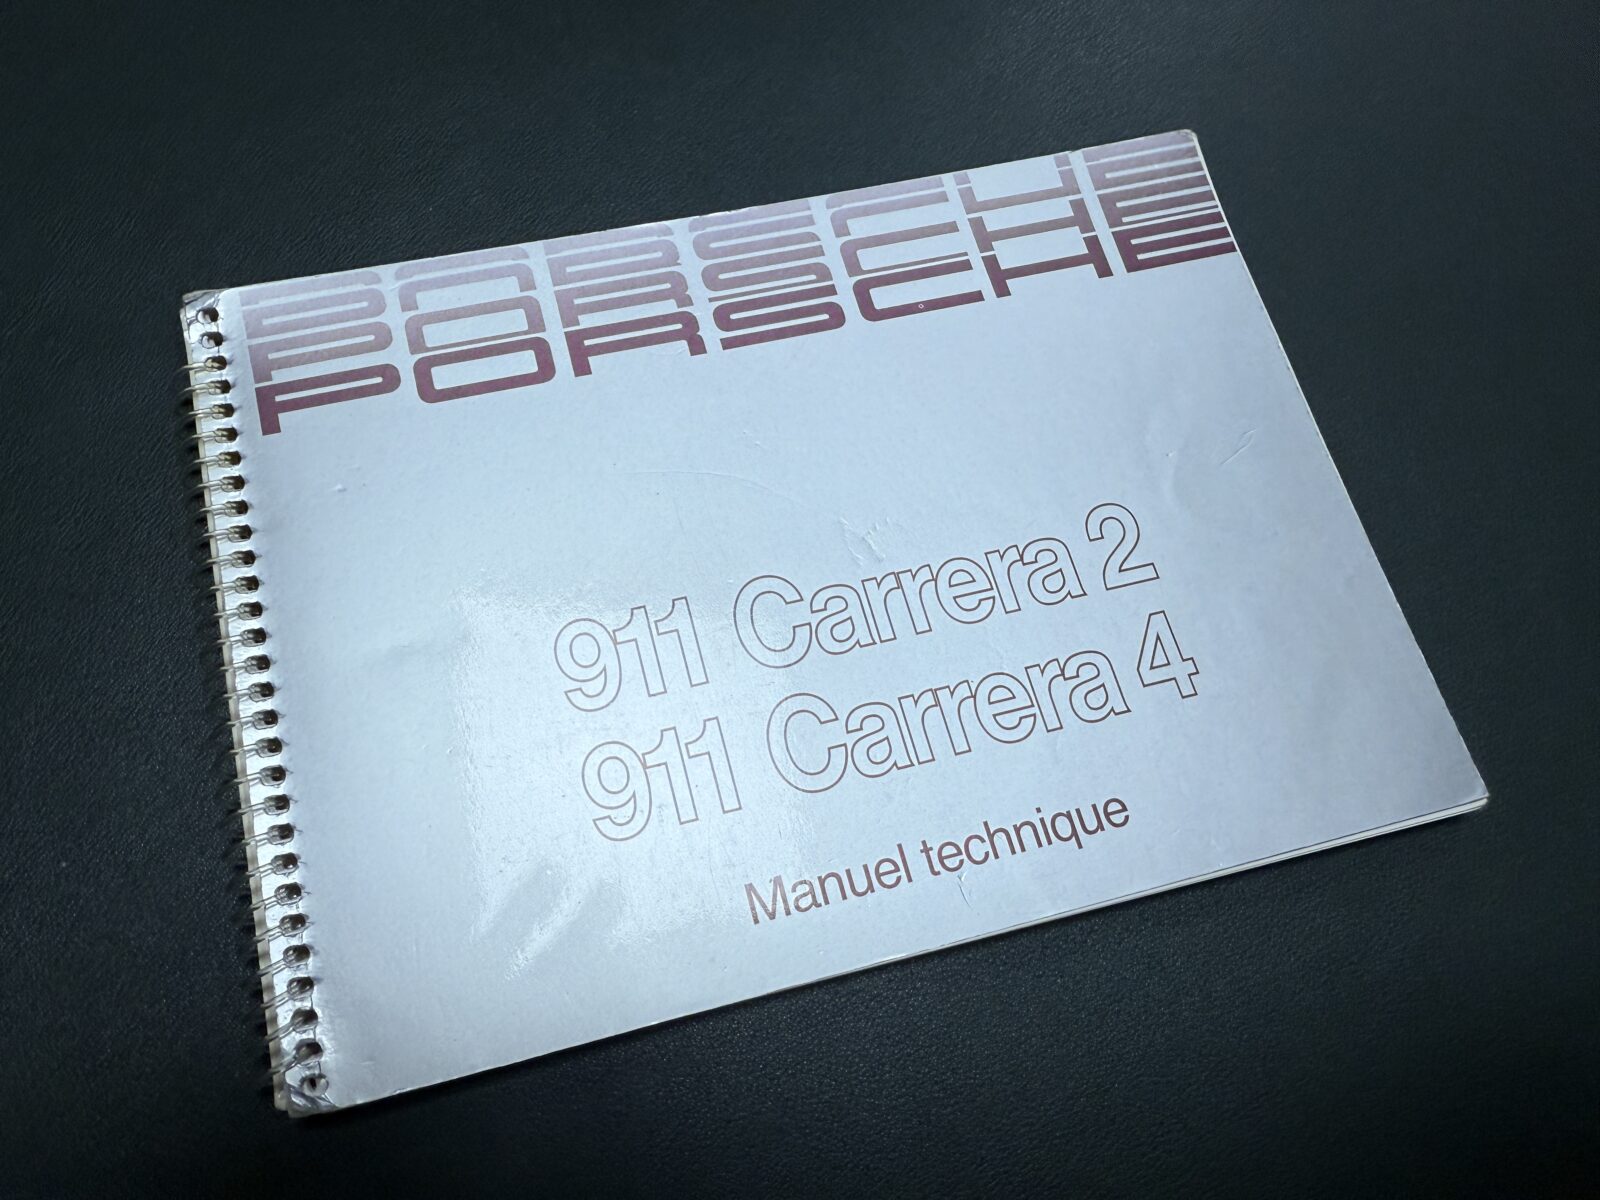 PORSCHE
PORSCHE
PORSCHE
911 Carrera 2
911 Carrera 4
Manuel technique